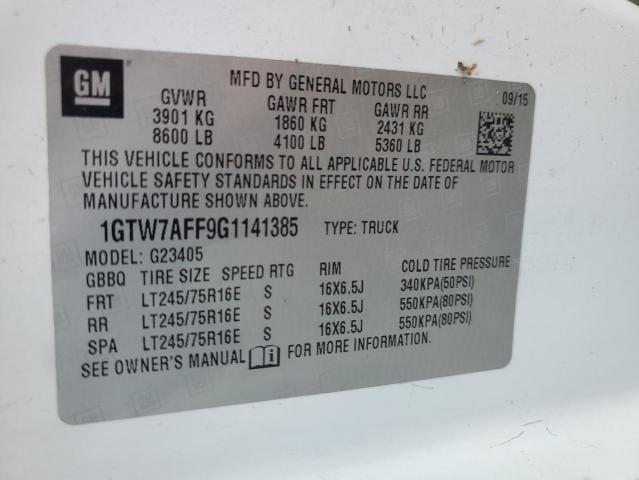 GM
MFD BY GENERAL MOTORS LLC
09/15
GVWR GAWR FRT GAWR RR
3901 KG 1860 KG 2431 KG
8600 LB 4100 LB 5360 LB
THIS VEHICLE CONFORMS TO ALL APPLICABLE U.S. FEDERAL MOTOR
VEHICLE SAFETY STANDARDS IN EFFECT ON THE DATE OF
MANUFACTURE SHOWN ABOVE.
1GTW7AFF9G1141385 TYPE: TRUCK
MODEL: G23405
GBBQ TIRE SIZE SPEED RTG RIM COLD TIRE PRESSURE
FRT LT245/75R16E S 16X6.5J 340KPA(50PSI)
RR LT245/75R16E S 16X6.5J 550KPA(80PSI)
SPA LT245/75R16E S 16X6.5J 550KPA(80PSI)
SEE OWNER'S MANUAL FOR MORE INFORMATION.